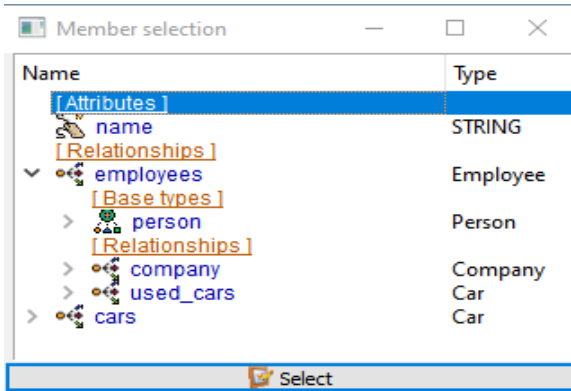 Member selection
Name Type
[ Attributes ]
name STRING
[ Relationships ]
employees Employee
[ Base types ]
person Person
[ Relationships ]
company Company
used_cars Car
cars Car
Select